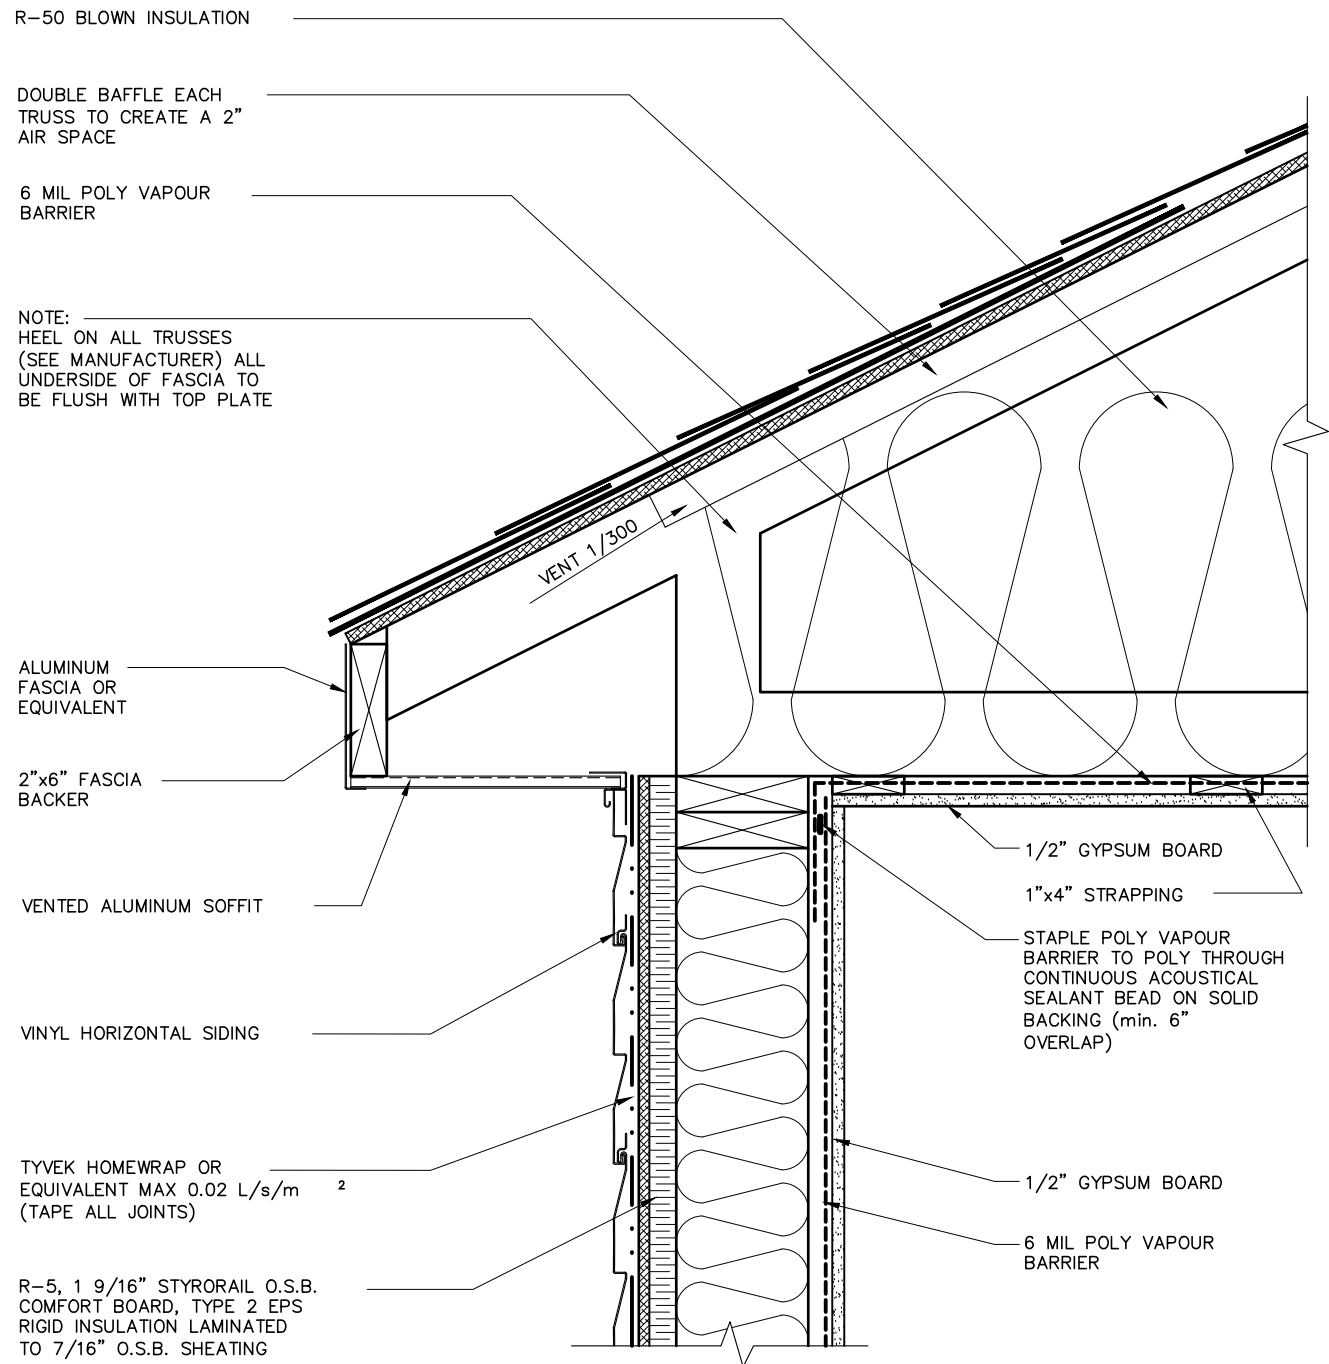 R-50 BLOWN INSULATION
DOUBLE BAFFLE EACH
TRUSS TO CREATE A 2"
AIR SPACE
6 MIL POLY VAPOUR
BARRIER
NOTE:
HEEL ON ALL TRUSSES
(SEE MANUFACTURER) ALL
UNDERSIDE OF FASCIA TO
BE FLUSH WITH TOP PLATE
VENT 1/300
ALUMINUM
FASCIA OR
EQUIVALENT
2"x6" FASCIA
BACKER
VENTED ALUMINUM SOFFIT
VINYL HORIZONTAL SIDING
TYVEK HOMEWRAP OR
EQUIVALENT MAX 0.02 L/s/m 2
(TAPE ALL JOINTS)
R-5, 1 9/16" STYRORAIL O.S.B.
COMFORT BOARD, TYPE 2 EPS
RIGID INSULATION LAMINATED
TO 7/16" O.S.B. SHEATING
1/2" GYPSUM BOARD
1"x4" STRAPPING
STAPLE POLY VAPOUR
BARRIER TO POLY THROUGH
CONTINUOUS ACOUSTICAL
SEALANT BEAD ON SOLID
BACKING (min. 6"
OVERLAP)
1/2" GYPSUM BOARD
6 MIL POLY VAPOUR
BARRIER